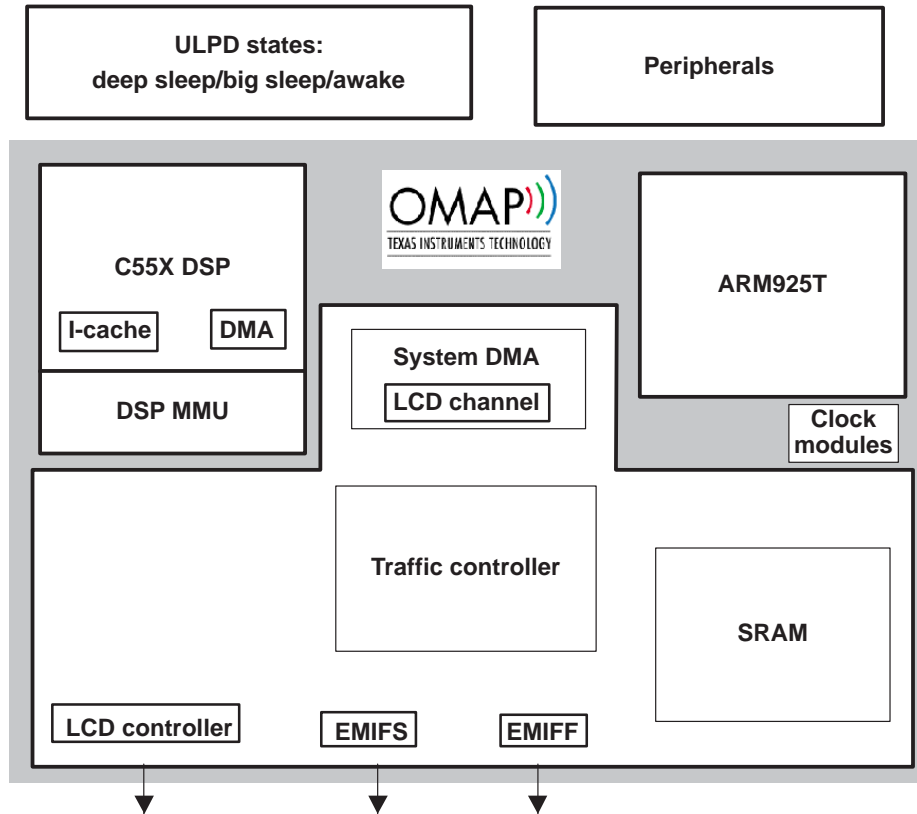 ULPD states:
deep sleep/big sleep/awake
Peripherals
OMAP
TEXAS INSTRUMENTS TECHNOLOGY
C55X DSP
I-cache
DMA
DSP MMU
System DMA
LCD channel
ARM925T
Clock
modules
Traffic controller
SRAM
LCD controller
EMIFS
EMIFF